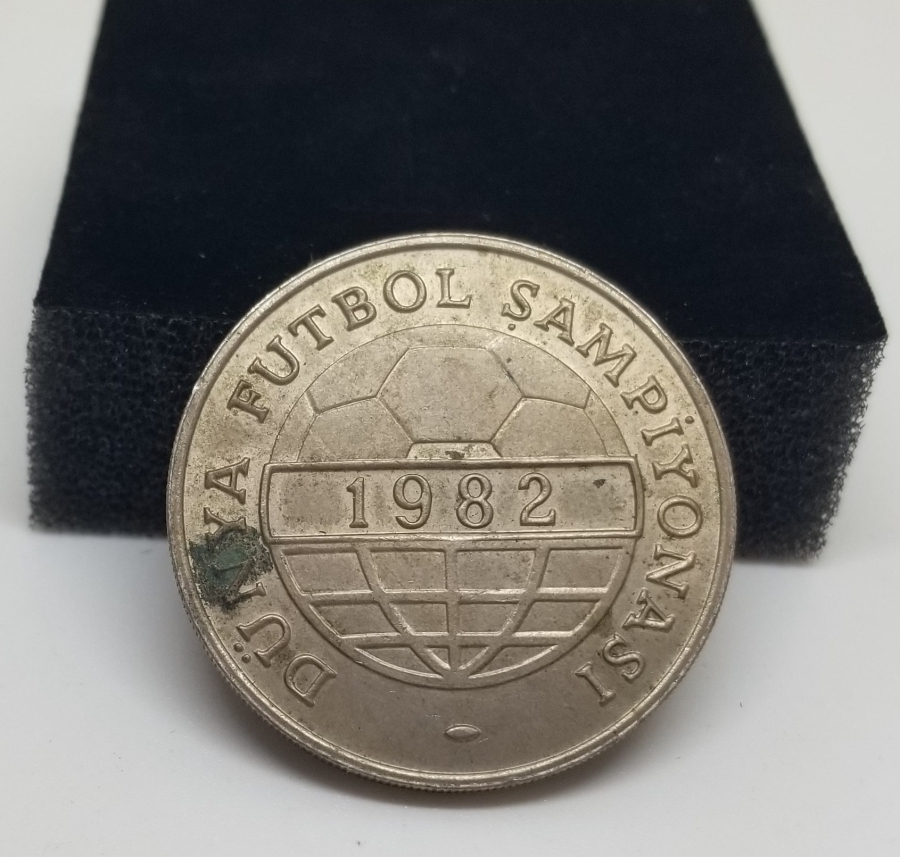 DÜNYA FUTBOL ŞAMPİYONASI
1982